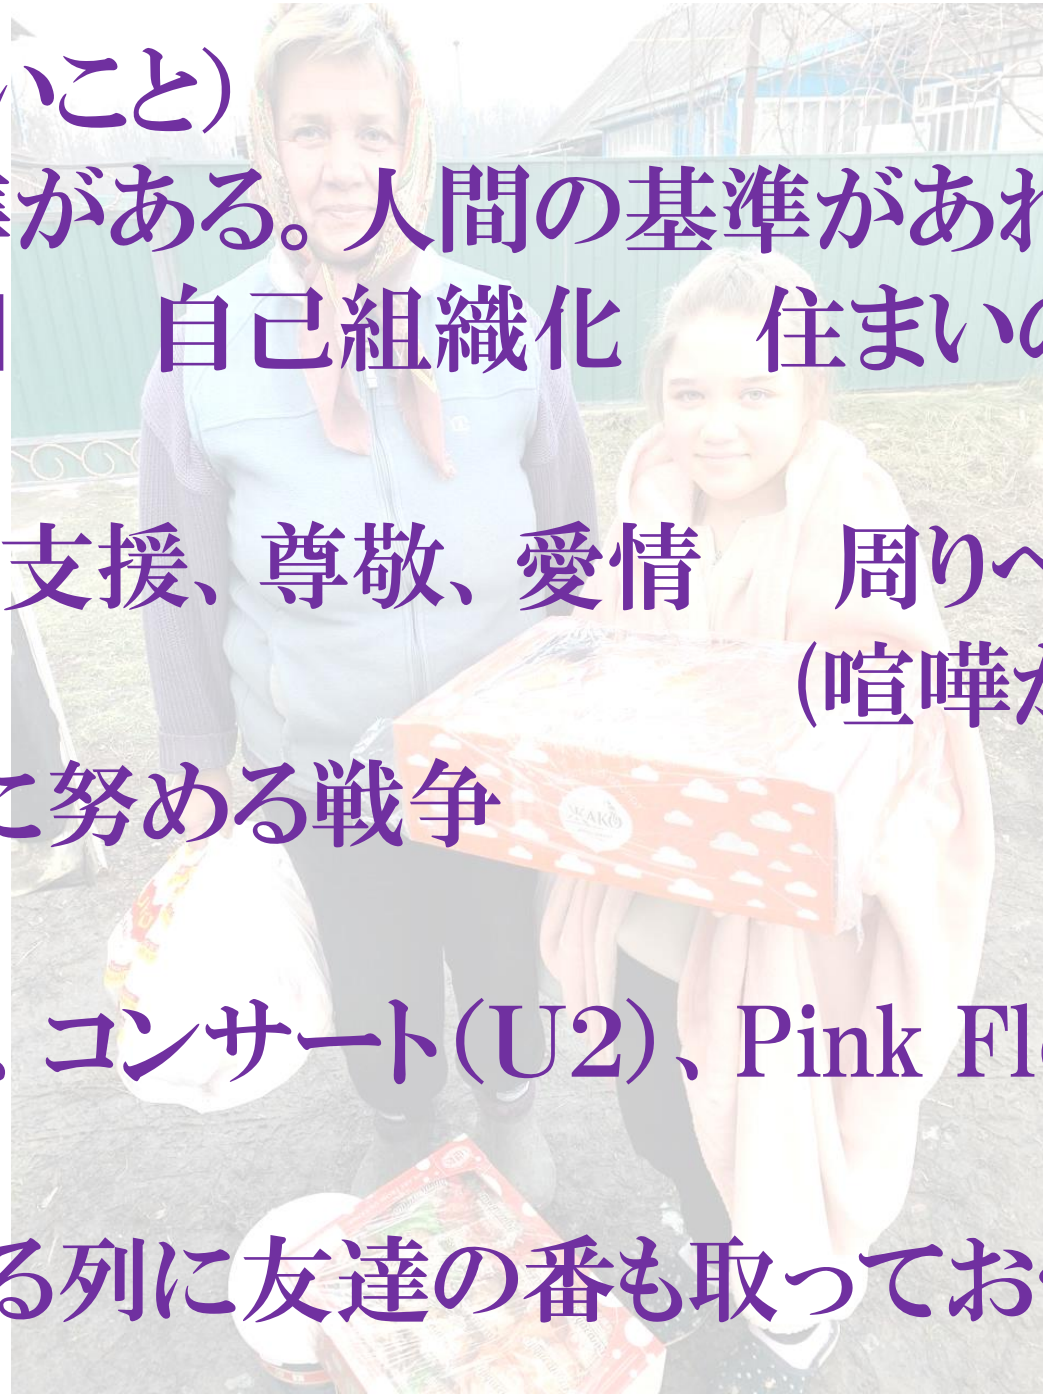 いこと）
がある。人間の基準があれ
自己組織化　住まいの
支援、尊敬、愛情　周りへ
（喧嘩が
に努める戦争
、コンサート（U2）、Pink Flo
ЖАКО
る列に友達の番も取ってお